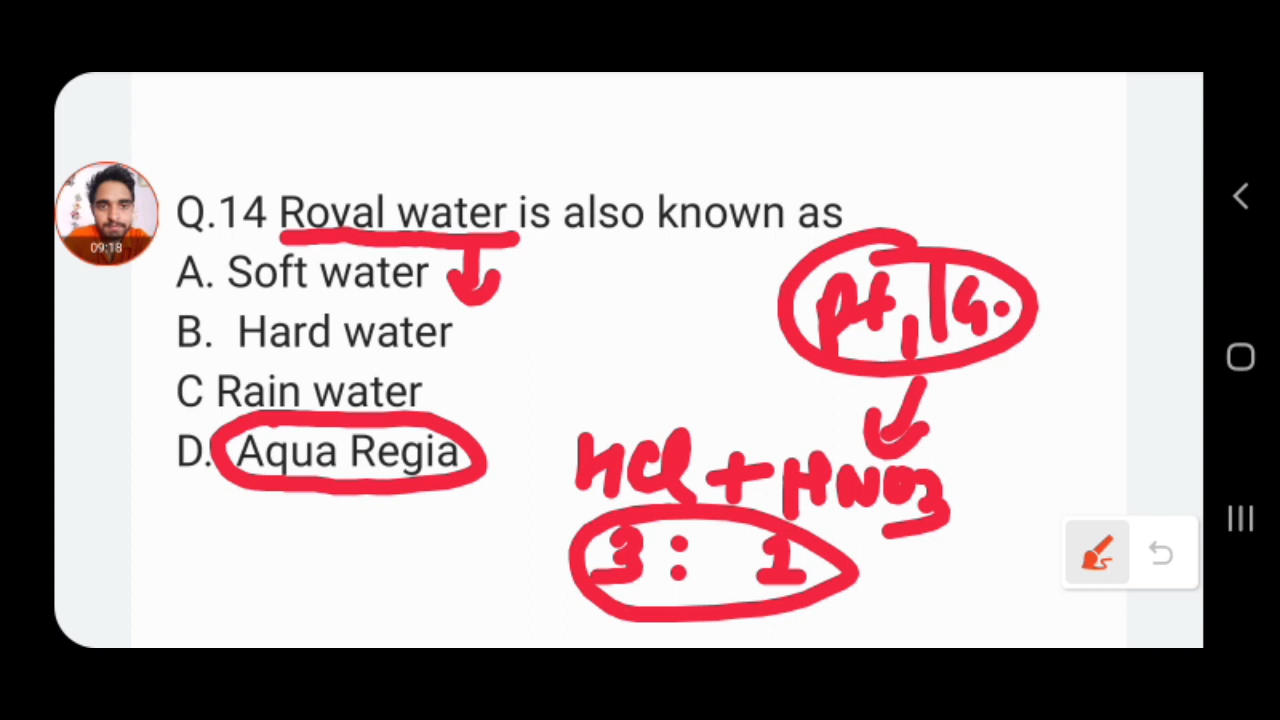 Q.14 Royal water is also known as
A. Soft water
B. Hard water
C Rain water
D. Aqua Regia
HCl + HNO3
3 : 1
09:18